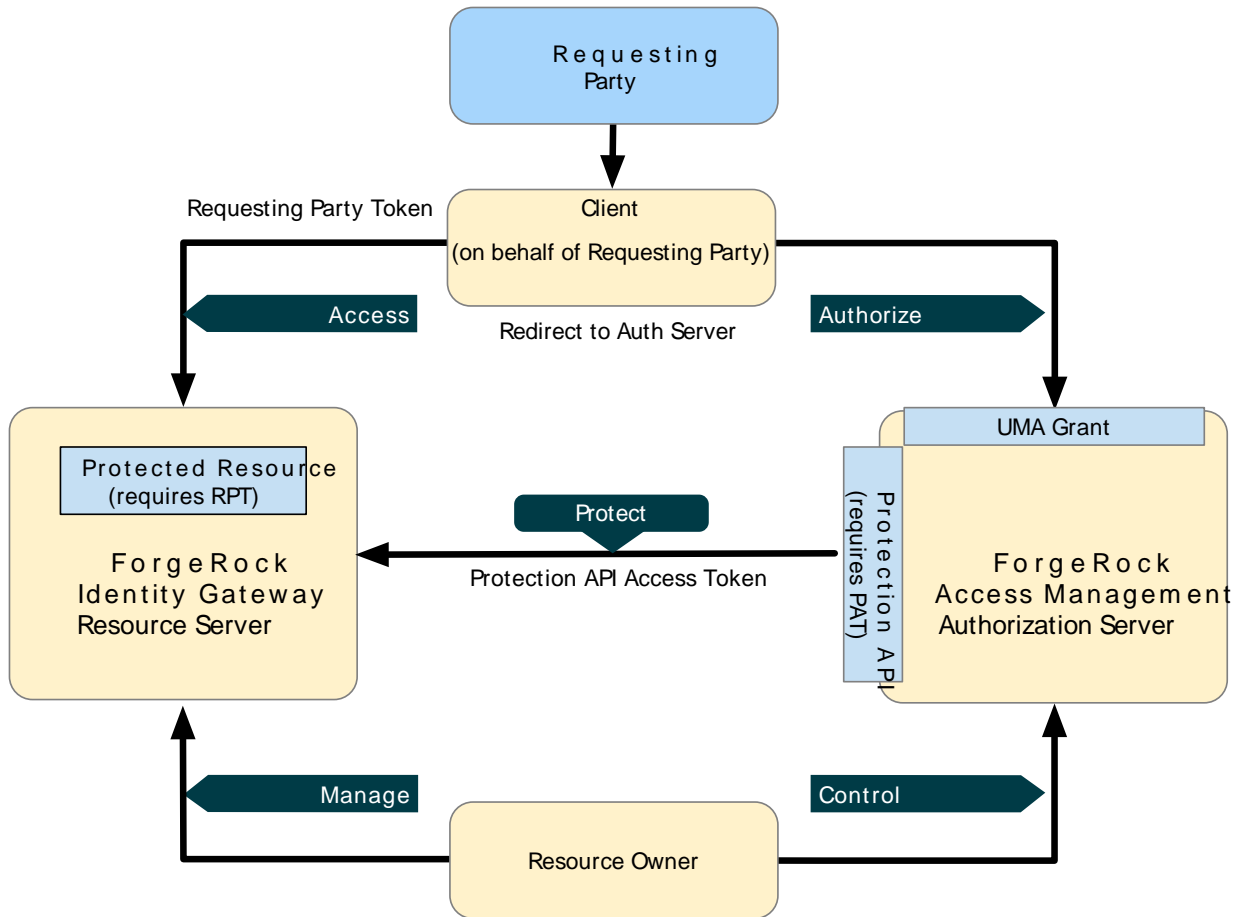 Requesting
Party
Requesting Party Token
Client
(on behalf of Requesting Party)
Access
Authorize
Redirect to Auth Server
UMA Grant
Protected Resource
(requires RPT)
Protect
Protection API
(requires PAT)
ForgeRock
Identity Gateway
Resource Server
Protection API Access Token
ForgeRock
Access Management
Authorization Server
Manage
Control
Resource Owner